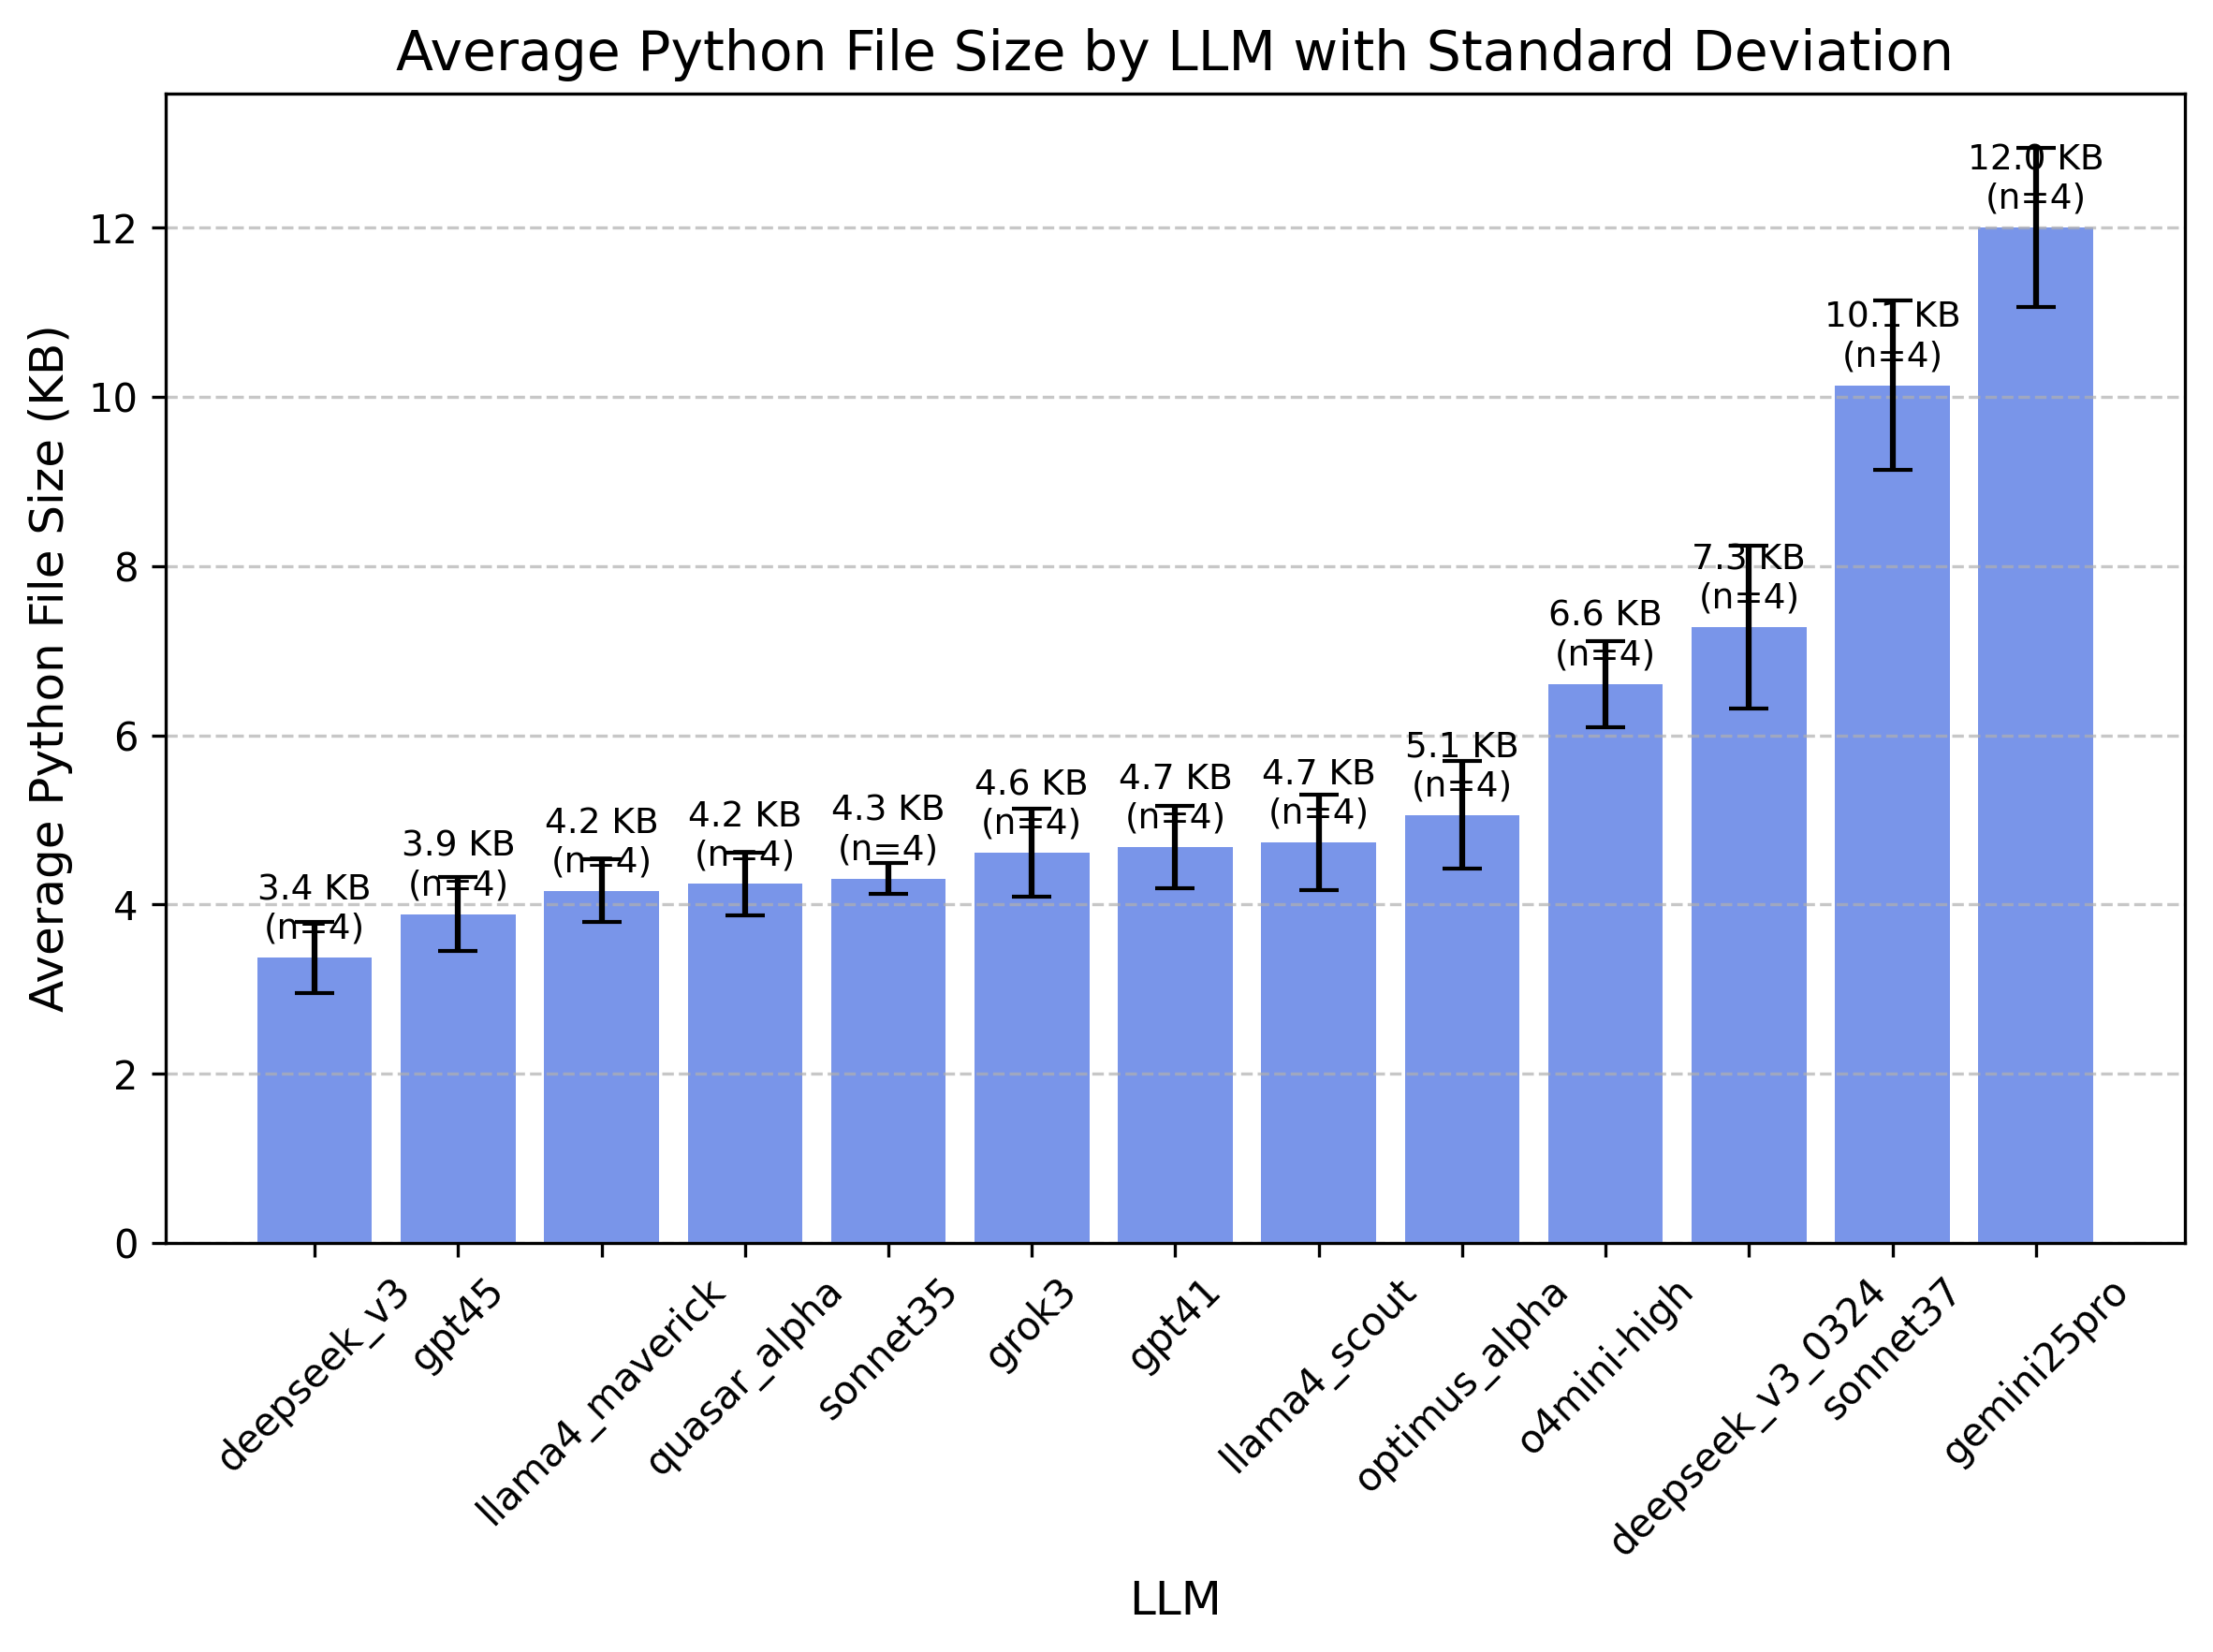 Average Python File Size by LLM with Standard Deviation
Average Python File Size (KB)
12
10
8
6
4
2
0
3.4 KB
(n=4)
3.9 KB
(n=4)
4.2 KB
(n=4)
4.2 KB
(n=4)
4.3 KB
(n=4)
4.6 KB
(n=4)
4.7 KB
(n=4)
4.7 KB
(n=4)
5.1 KB
(n=4)
6.6 KB
(n=4)
7.3 KB
(n=4)
10.1 KB
(n=4)
12.0 KB
(n=4)
deepseek_v3
gpt45
llama4_maverick
quasar_alpha
sonnet35
grok3
gpt41
llama4_scout
optimus_alpha
o4mini-high
deepseek_v3_0324
sonnet37
gemini25pro
LLM